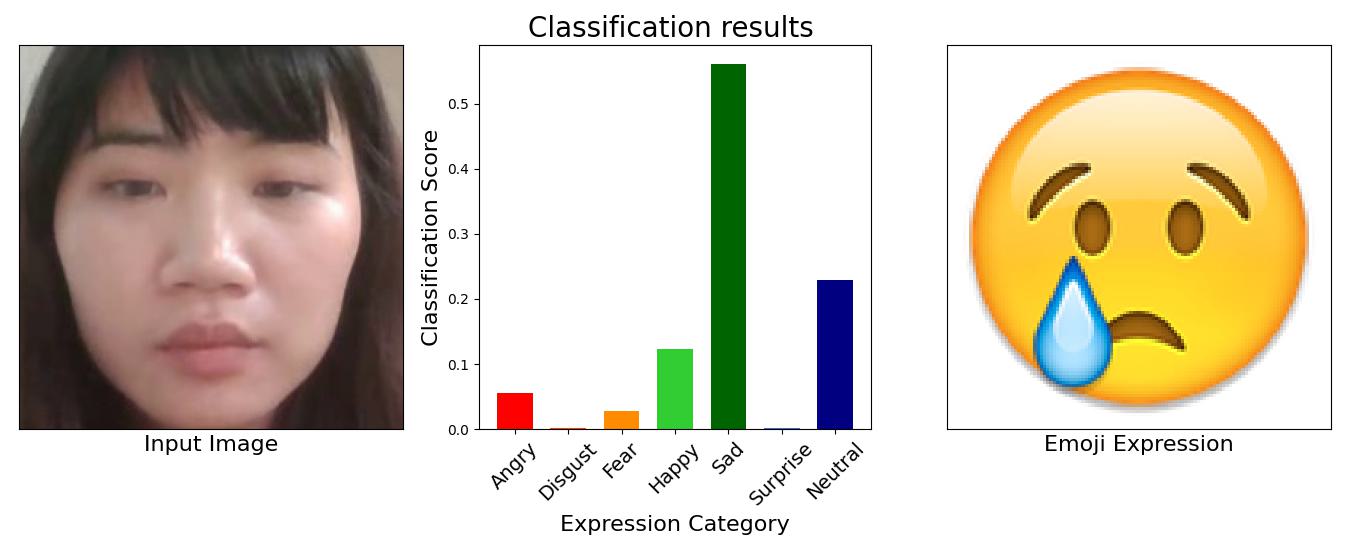 Classification results
Classification Score
0.5
0.4
0.3
0.2
0.1
0.0
Angry
Disgust
Fear
Happy
Sad
Surprise
Neutral
Expression Category
Input Image
Emoji Expression